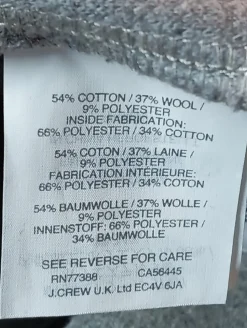 54% COTTON / 37% WOOL /
9% POLYESTER
INSIDE FABRICATION:
66% POLYESTER / 34% COTTON
54% COTON / 37% LAINE /
9% POLYESTER
FABRICATION INTÉRIEURE:
66% POLYESTER / 34% COTON
54% BAUMWOLLE / 37% WOLLE /
9% POLYESTER
INNENSTOFF: 66% POLYESTER /
34% BAUMWOLLE
SEE REVERSE FOR CARE
RN77388 CA58445
J.CREW U.K. Ltd EC4V 6JA